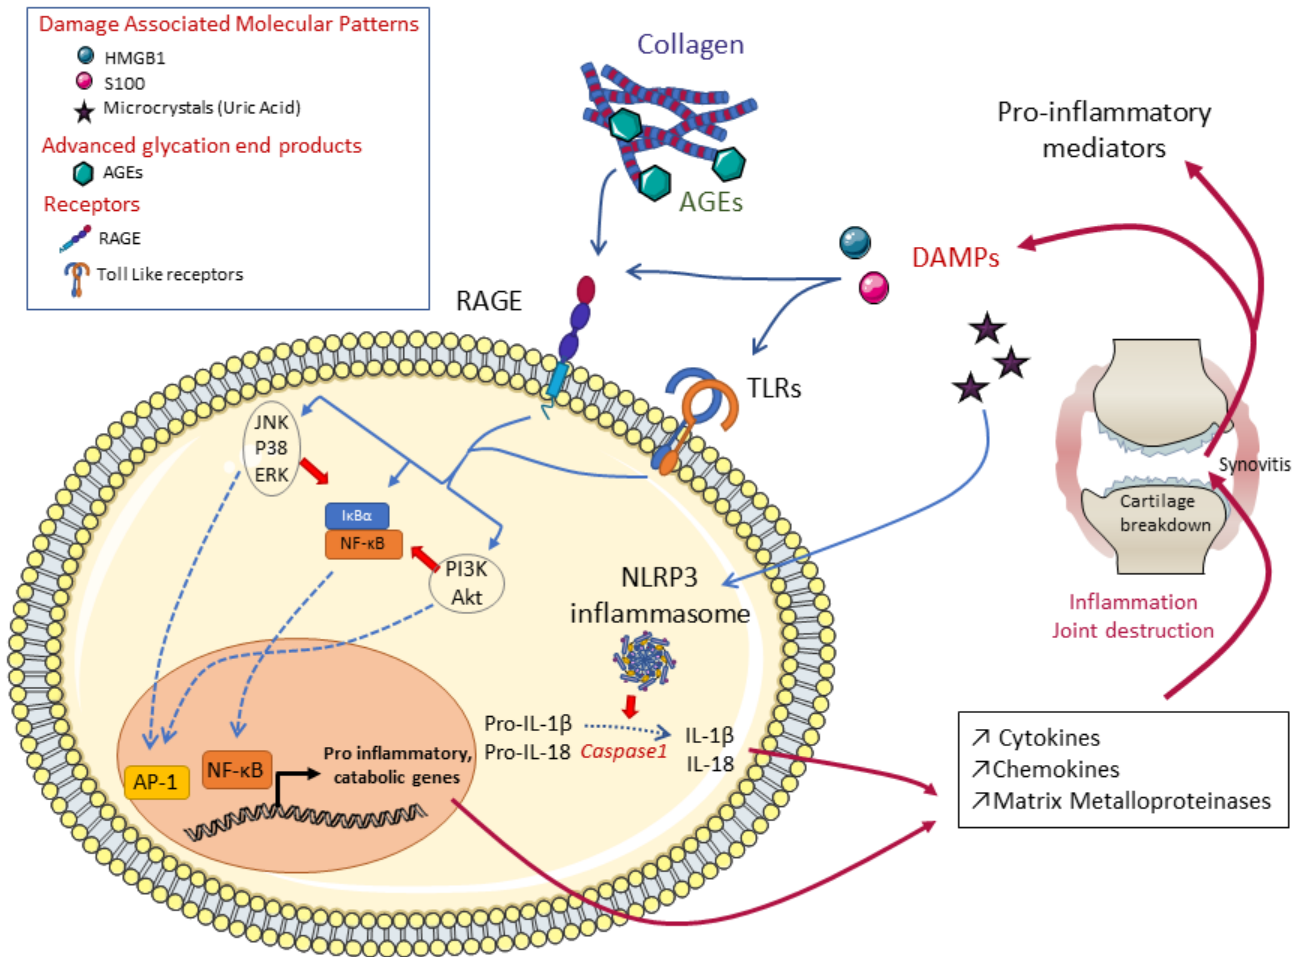 Damage Associated Molecular Patterns
HMGB1
S100
Microcrystals (Uric Acid)
Advanced glycation end products
AGEs
Receptors
RAGE
Toll Like receptors
Collagen
AGEs
Pro-inflammatory
mediators
DAMPs
RAGE
TLRs
JNK
P38
ERK
IκBα
NF-κB
PI3K
Akt
NLRP3
inflammasome
Synovitis
Cartilage
breakdown
Inflammation
Joint destruction
Pro-IL-1β
Pro-IL-18
Caspase1
IL-1β
IL-18
AP-1
NF-κB
Pro inflammatory,
catabolic genes
↗ Cytokines
↗Chemokines
↗Matrix Metalloproteinases